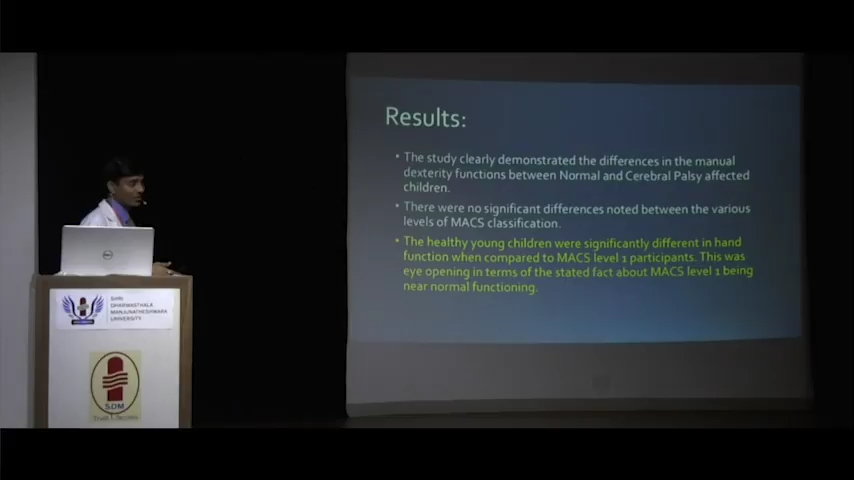 Results:
• The study clearly demonstrated the differences in the manual
dexterity functions between Normal and Cerebral Palsy affected
children.
• There were no significant differences noted between the various
levels of MACS classification.
• The healthy young children were significantly different in hand
function when compared to MACS level 1 participants. This was
eye opening in terms of the stated fact about MACS level 1 being
near normal functioning.
DELL
SHRI
DHARMASTHALA
MANJUNATHESHWARA
UNIVERSITY
S.D.M